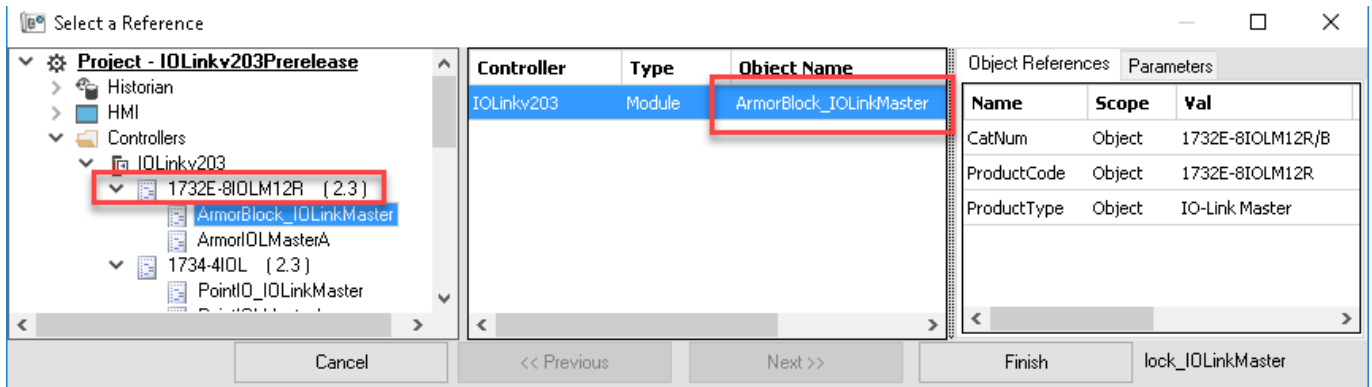 Select a Reference
Project - IOLinkv203Prerelease
Historian
HMI
Controllers
IOLinkv203
1732E-8IOLM12R (2.3)
ArmorBlock_IOLinkMaster
ArmorIOLMasterA
1734-4IOL (2.3)
PointIO_IOLinkMaster
Controller Type Object Name
IOLinkv203 Module ArmorBlock_IOLinkMaster
Object References Parameters
Name Scope Val
CatNum Object 1732E-8IOLM12R/B
ProductCode Object 1732E-8IOLM12R
ProductType Object IO-Link Master
Cancel << Previous Next >> Finish lock_IOLinkMaster